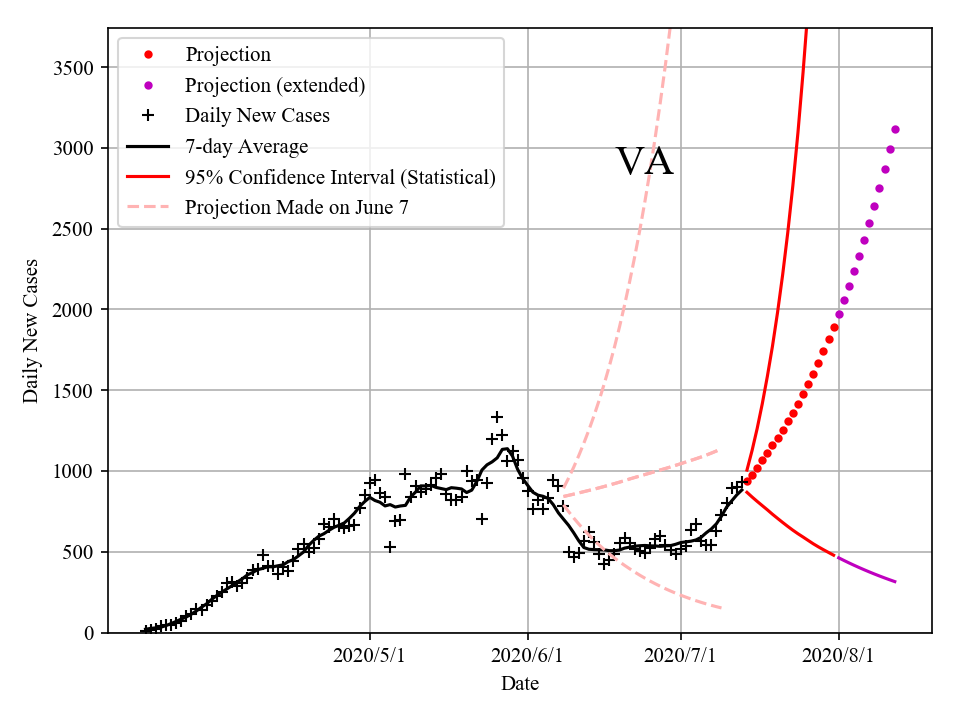 Projection
Projection (extended)
Daily New Cases
7-day Average
95% Confidence Interval (Statistical)
Projection Made on June 7
VA
3500
3000
2500
2000
1500
1000
500
0
Daily New Cases
2020/5/1
2020/6/1
2020/7/1
2020/8/1
Date